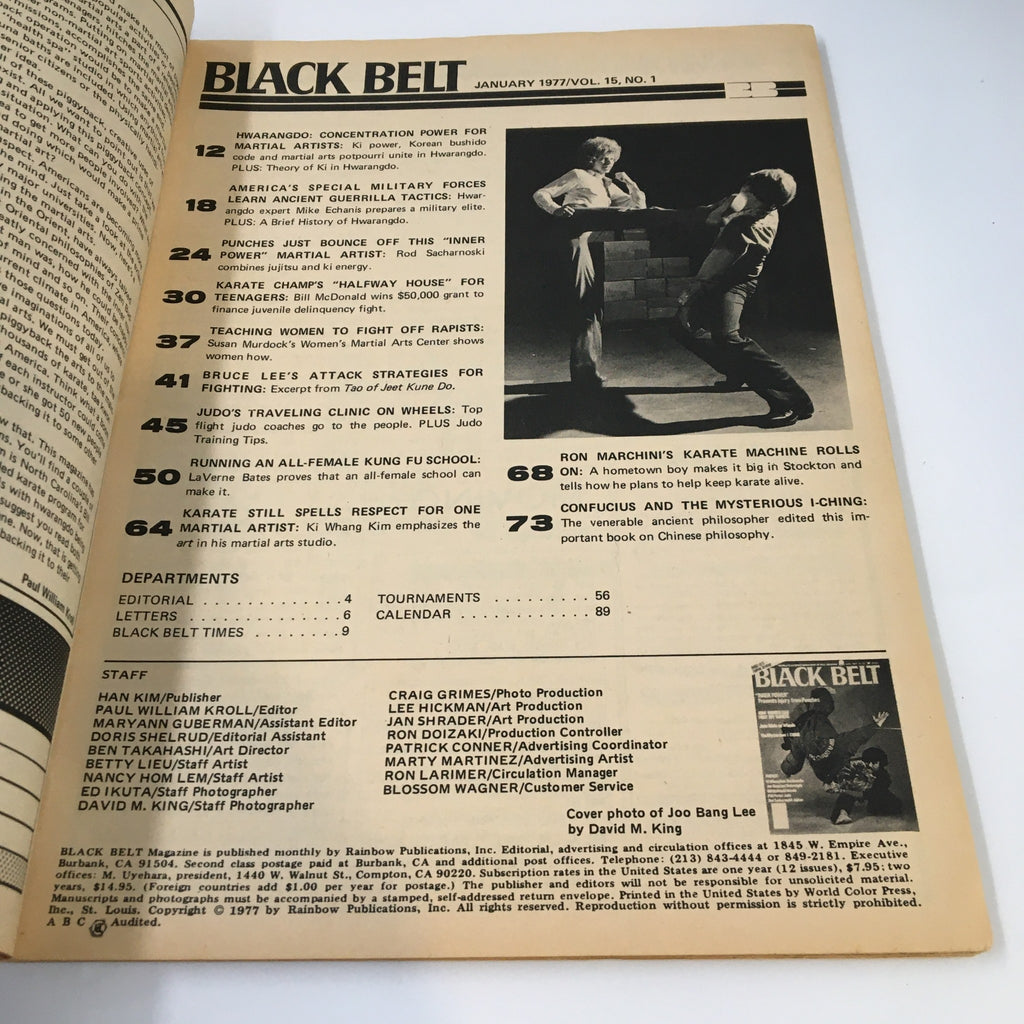 BLACK BELT JANUARY 1977/VOL. 15, NO. 1
12
HWARANGDO: CONCENTRATION POWER FOR
MARTIAL ARTISTS: Ki power, Korean bushido
code and martial arts potpourri unite in Hwarangdo.
PLUS: Theory of Ki in Hwarangdo.
18
AMERICA'S SPECIAL MILITARY FORCES
LEARN ANCIENT GUERRILLA TACTICS: Hwar-
angdo expert Mike Echanis prepares a military elite.
PLUS: A Brief History of Hwarangdo.
24
PUNCHES JUST BOUNCE OFF THIS "INNER
POWER" MARTIAL ARTIST: Rod Sacharnoski
combines jujitsu and ki energy.
30
KARATE CHAMP'S "HALFWAY HOUSE" FOR
TEENAGERS: Bill McDonald wins $50,000 grant to
finance juvenile delinquency fight.
37
TEACHING WOMEN TO FIGHT OFF RAPISTS:
Susan Murdock's Women's Martial Arts Center shows
women how.
41
BRUCE LEE'S ATTACK STRATEGIES FOR
FIGHTING: Excerpt from Tao of Jeet Kune Do.
45
JUDO'S TRAVELING CLINIC ON WHEELS: Top
flight judo coaches go to the people. PLUS Judo
Training Tips.
50
RUNNING AN ALL-FEMALE KUNG FU SCHOOL:
LaVerne Bates proves that an all-female school can
make it.
64
KARATE STILL SPELLS RESPECT FOR ONE
MARTIAL ARTIST: Ki Whang Kim emphasizes the
art in his martial arts studio.
68
RON MARCHINI'S KARATE MACHINE ROLLS
ON: A hometown boy makes it big in Stockton and
tells how he plans to help keep karate alive.
73
CONFUCIUS AND THE MYSTERIOUS I-CHING:
The venerable ancient philosopher edited this im-
portant book on Chinese philosophy.
DEPARTMENTS
EDITORIAL . . . . . . . . . . . . . 4
LETTERS . . . . . . . . . . . . . . 6
BLACK BELT TIMES . . . . . . . . 9
TOURNAMENTS . . . . . . . . . 56
CALENDAR . . . . . . . . . . . . 89
STAFF
HAN KIM/Publisher
PAUL WILLIAM KROLL/Editor
MARYANN GUBERMAN/Assistant Editor
DORIS SHELRUD/Editorial Assistant
BEN TAKAHASHI/Art Director
BETTY LIEU/Staff Artist
NANCY HOM LEM/Staff Artist
ED IKUTA/Staff Photographer
DAVID M. KING/Staff Photographer
CRAIG GRIMES/Photo Production
LEE HICKMAN/Art Production
JAN SHRADER/Art Production
RON DOIZAKI/Production Controller
PATRICK CONNER/Advertising Coordinator
MARTY MARTINEZ/Advertising Artist
RON LARIMER/Circulation Manager
BLOSSOM WAGNER/Customer Service
Cover photo of Joo Bang Lee
by David M. King
BLACK BELT
BLACK BELT Magazine is published monthly by Rainbow Publications, Inc. Editorial, advertising and circulation offices at 1845 W. Empire Ave.,
Burbank, CA 91504. Second class postage paid at Burbank, CA and additional post offices. Telephone: (213) 843-4444 or 849-2181. Executive
offices: M. Uyehara, president, 1440 W. Walnut St., Compton, CA 90220. Subscription rates in the United States are one year (12 issues), $7.95; two
years, $14.95. (Foreign countries add $1.00 per year for postage.) The publisher and editors will not be responsible for unsolicited material.
Manuscripts and photographs must be accompanied by a stamped, self-addressed return envelope. Printed in the United States by World Color Press,
Inc., St. Louis. Copyright © 1977 by Rainbow Publications, Inc. All rights reserved. Reproduction without permission is strictly prohibited.
A B C Audited.